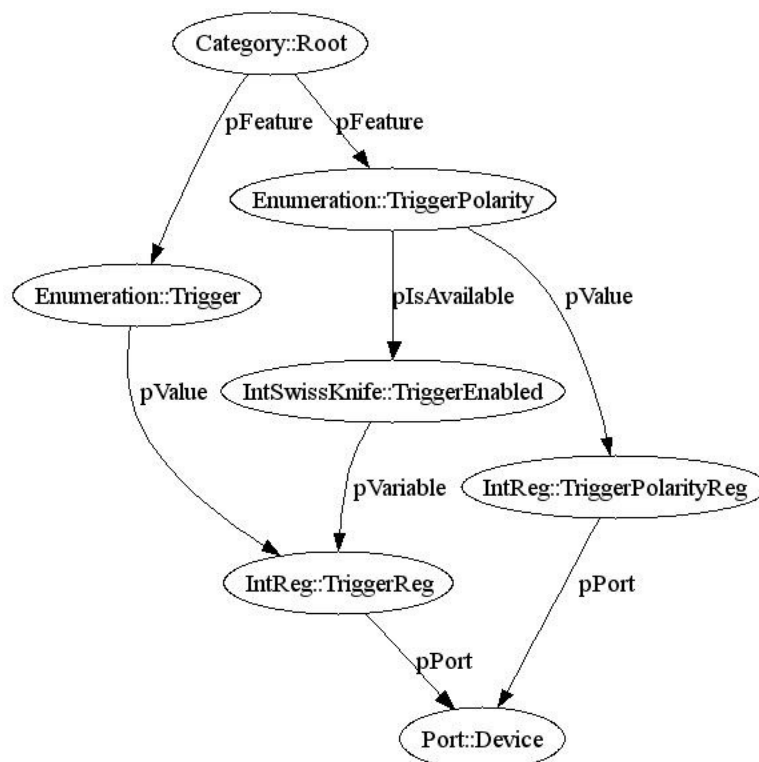 Category::Root
pFeature
pFeature
Enumeration::TriggerPolarity
Enumeration::Trigger
pIsAvailable
pValue
pValue
IntSwissKnife::TriggerEnabled
pVariable
IntReg::TriggerPolarityReg
IntReg::TriggerReg
pPort
pPort
Port::Device